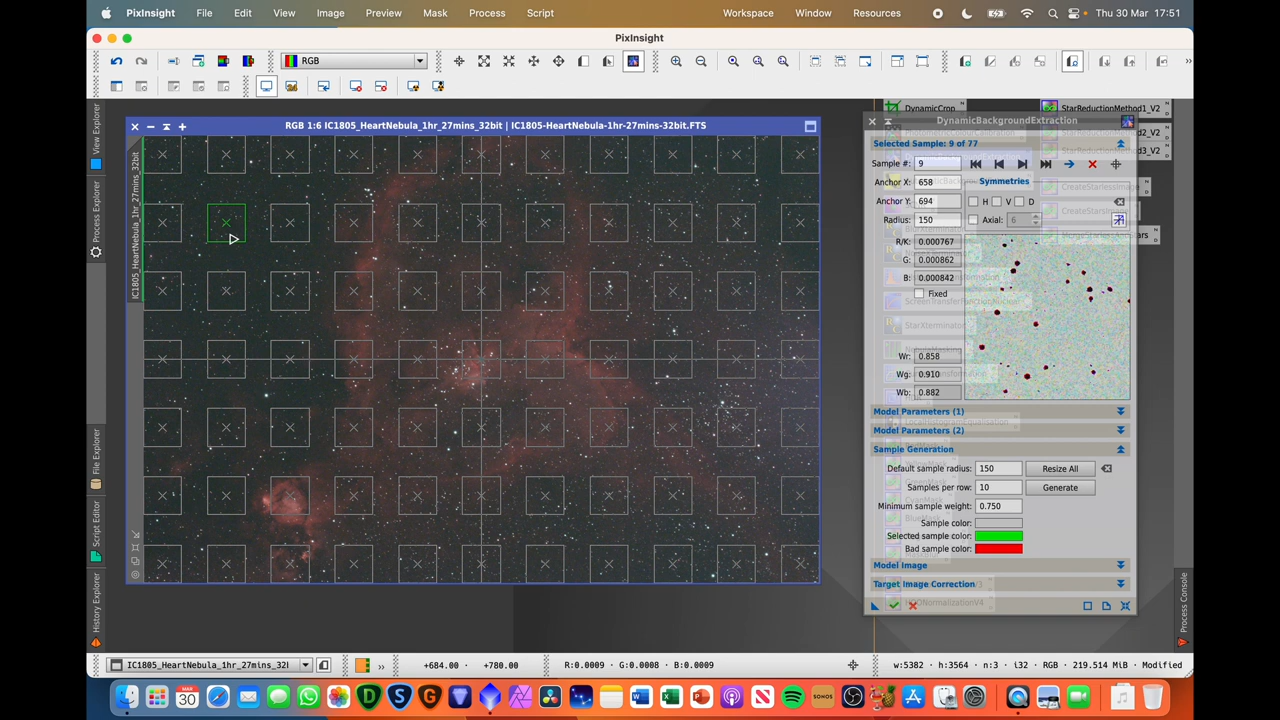 PixInsight File Edit View Image Preview Mask Process Script Workspace Window Resources Thu 30 Mar 17:51
PixInsight
RGB
RGB 1:6 IC1805_HeartNebula_1hr_27mins_32bit | IC1805-HeartNebula-1hr-27mins-32bit.FTS
IC1805_HeartNebula_1hr_27mins_32bit
View Explorer
Process Explorer
File Explorer
Script Editor
History Explorer
Process Console
DynamicCrop
StarReductionMethod1_V2
StarReductionMethod2_V2
StarReductionMethod3_V2
CreateStarlessImage
CreateStarsImage
DynamicBackgroundExtraction
Selected Sample: 9 of 77
Sample #: 9
Anchor X: 658
Symmetries
Anchor Y: 694
H V D
Radius: 150
Axial: 6
R/K: 0.000767
G: 0.000862
B: 0.000842
Fixed
Wr: 0.858
Wg: 0.910
Wb: 0.882
Model Parameters (1)
Model Parameters (2)
Sample Generation
Default sample radius: 150 Resize All
Samples per row: 10 Generate
Minimum sample weight: 0.750
Sample color:
Selected sample color:
Bad sample color:
Model Image
Target Image Correction
IC1805_HeartNebula_1hr_27mins_32l
+684.00 · +780.00
R:0.0009 · G:0.0008 · B:0.0009
w:5382 · h:3564 · n:3 · i32 · RGB · 219.514 MiB · Modified
MAR
30
SONOS